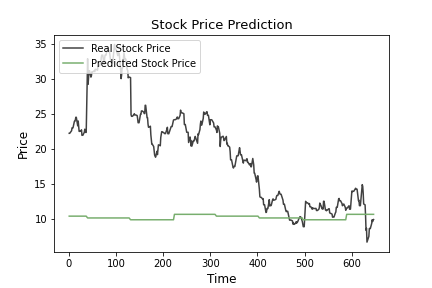 Stock Price Prediction
Real Stock Price
Predicted Stock Price
Price
35
30
25
20
15
10
0 100 200 300 400 500 600
Time